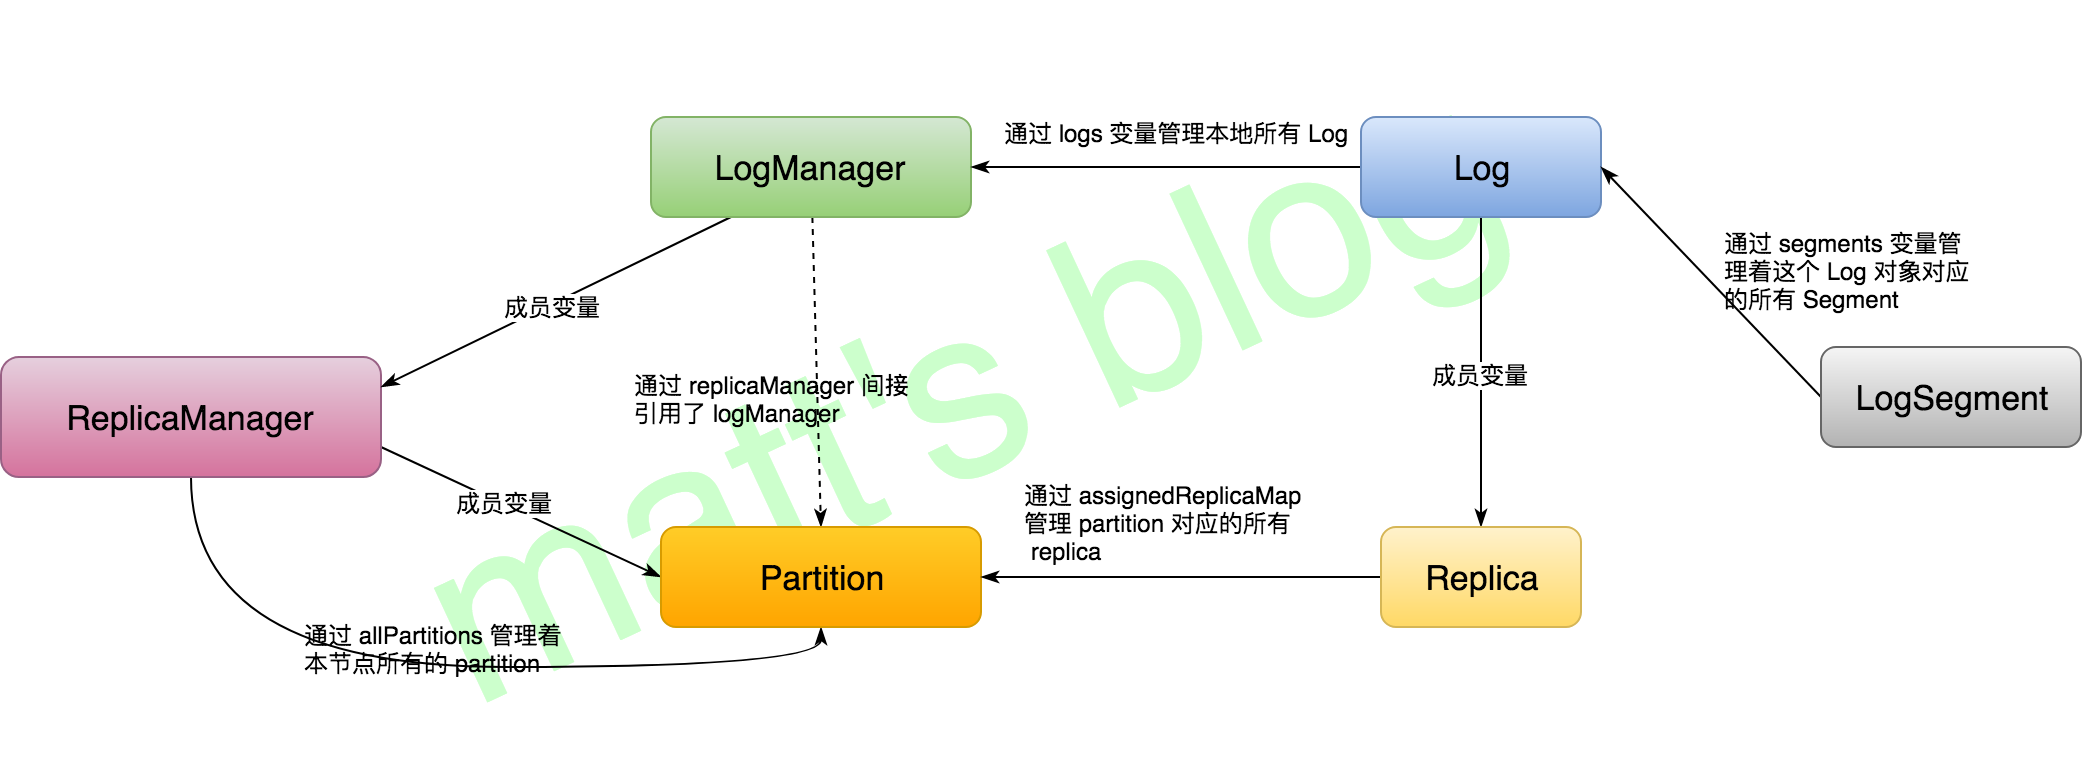 通过 logs 变量管理本地所有 Log
LogManager
Log
通过 segments 变量管
理着这个 Log 对象对应
的所有 Segment
成员变量
ReplicaManager
通过 replicaManager 间接
引用了 logManager
成员变量
LogSegment
成员变量
通过 assignedReplicaMap
管理 partition 对应的所有
replica
Partition
Replica
通过 allPartitions 管理着
本节点所有的 partition
matt's blog